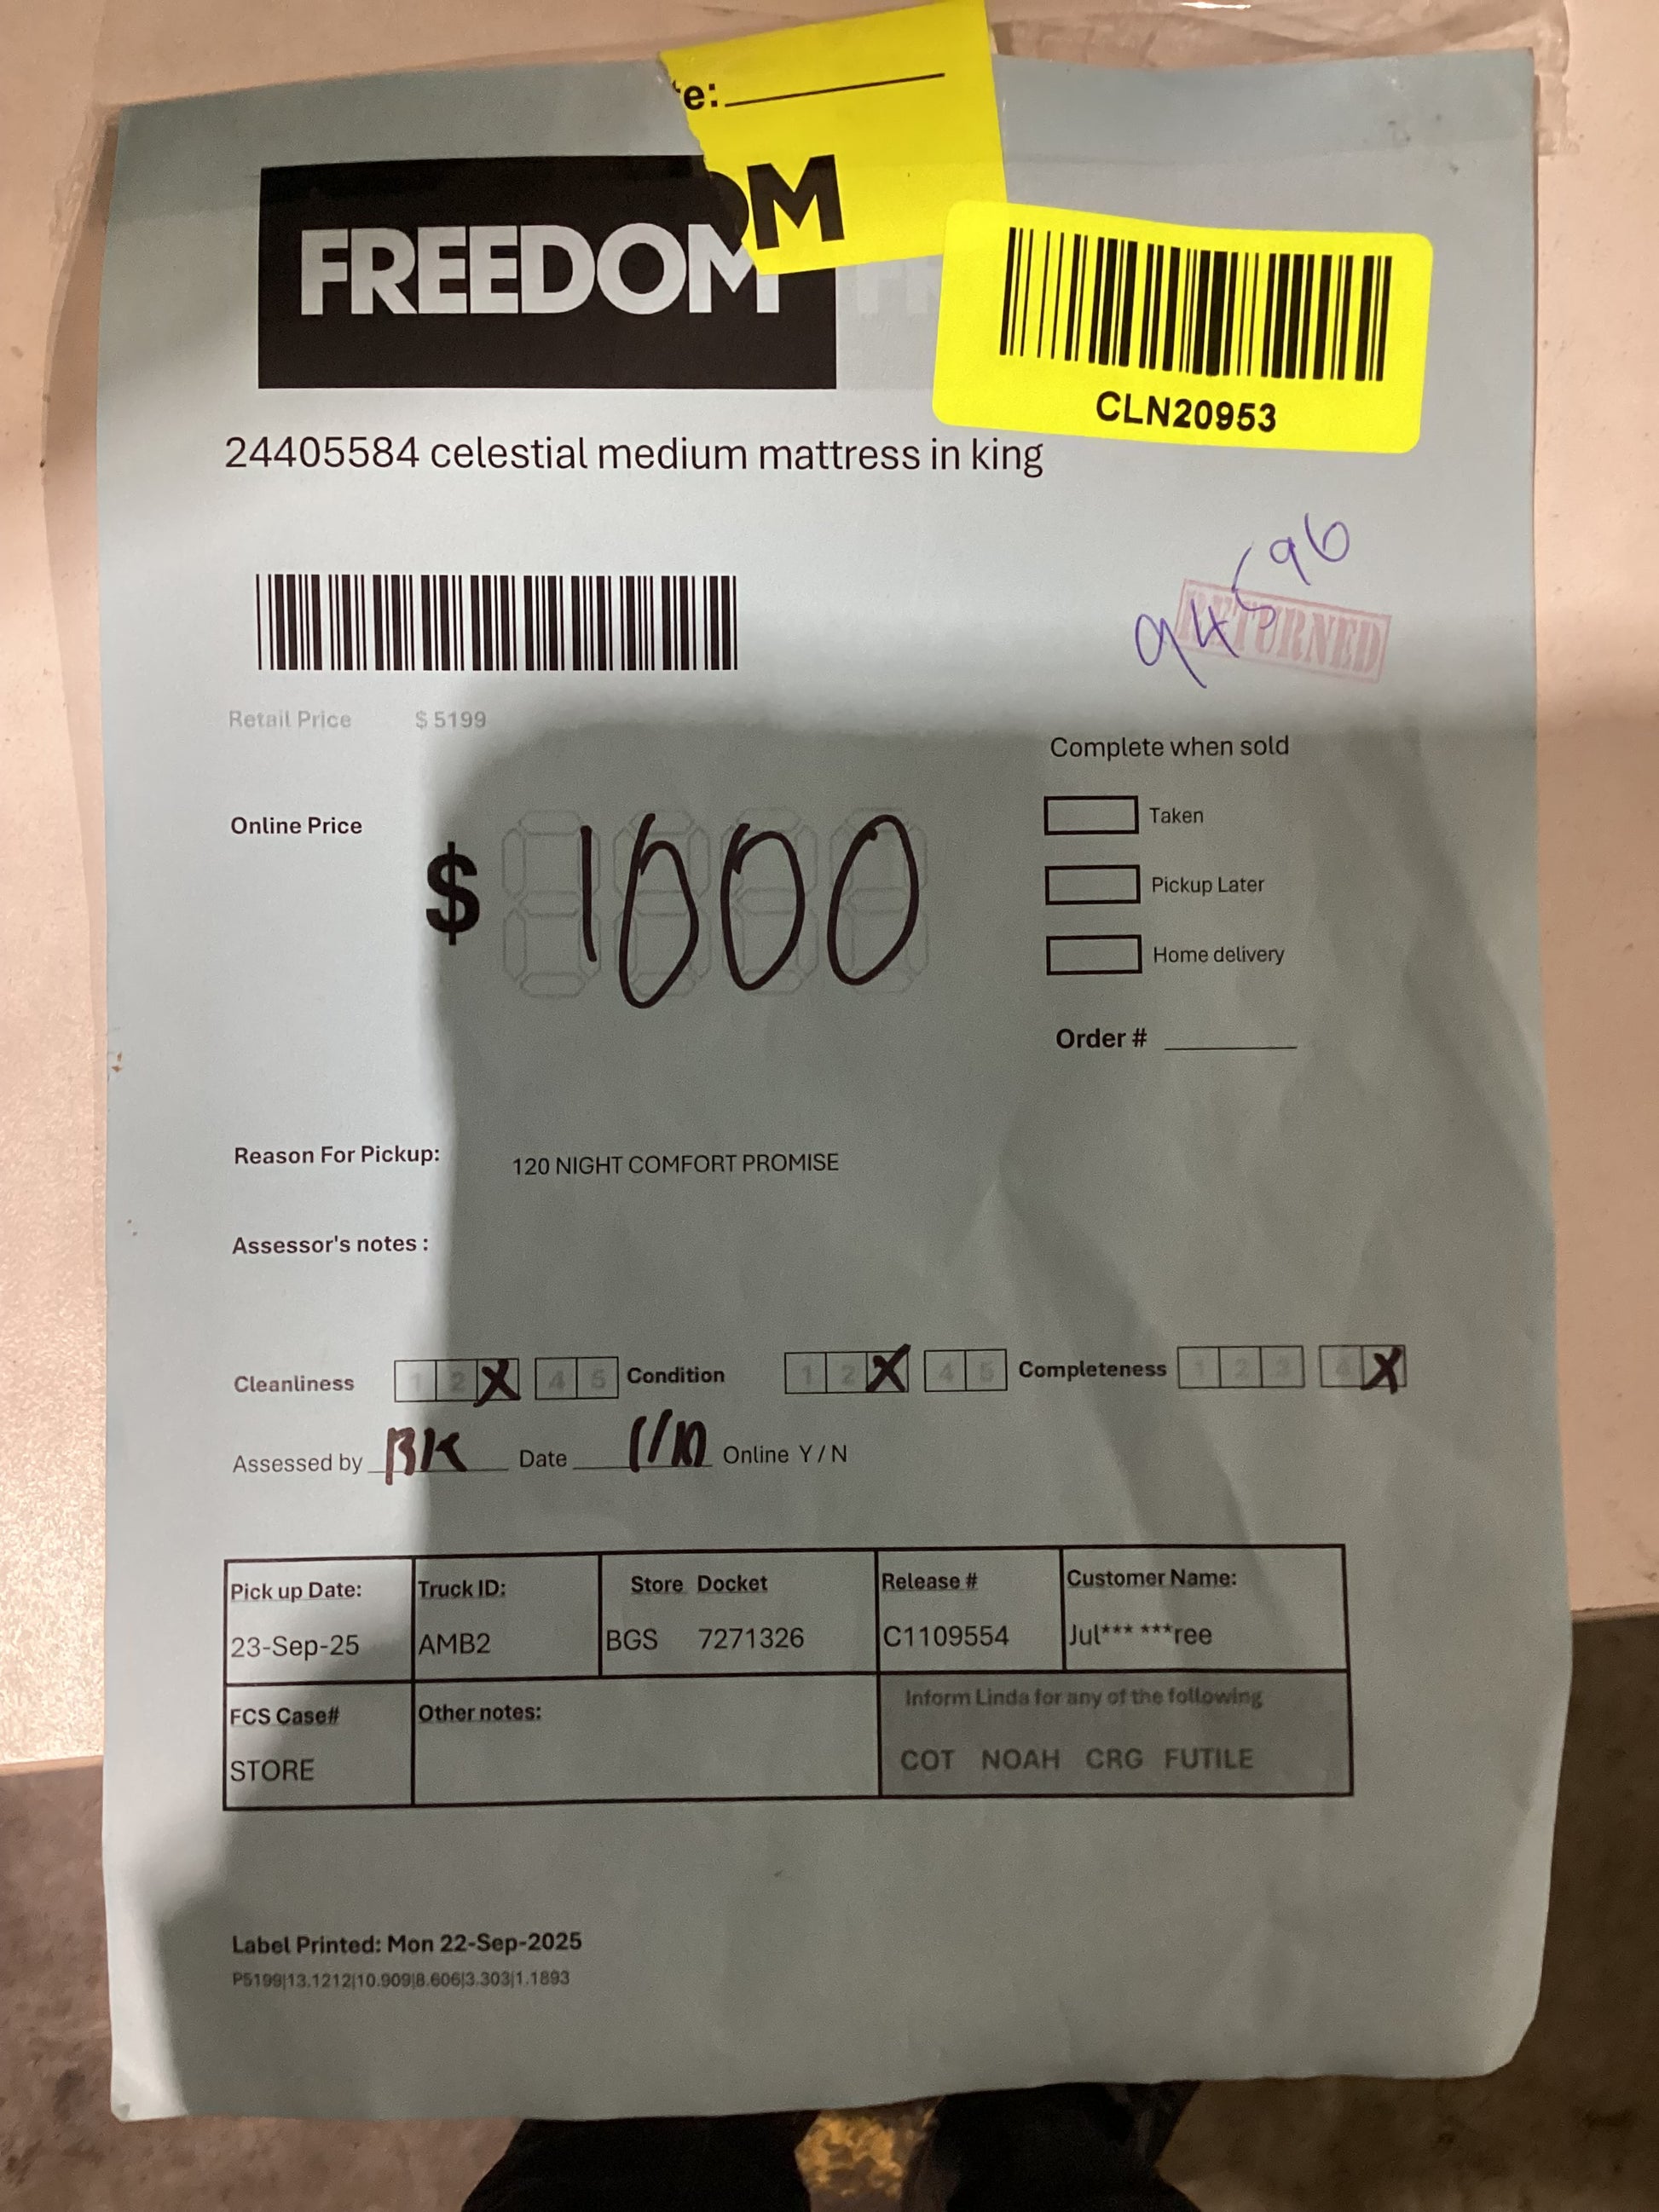 e:
M
FREEDOM
CLN20953
24405584 celestial medium mattress in king
94596
RETURNED
Retail Price $ 5199
Complete when sold
Online Price
$ 1000
Taken
Pickup Later
Home delivery
Order #
Reason For Pickup: 120 NIGHT COMFORT PROMISE
Assessor's notes :
Cleanliness 1 2 X 4 5 Condition 1 2 X 4 5 Completeness 1 2 3 4 X
Assessed by BK Date 1/10 Online Y / N
Pick up Date: Truck ID: Store Docket Release # Customer Name:
23-Sep-25 AMB2 BGS 7271326 C1109554 Jul*** ***ree
FCS Case# Other notes: Inform Linda for any of the following
STORE COT NOAH CRG FUTILE
Label Printed: Mon 22-Sep-2025
P5199|13.1212|10.909|8.606|3.303|1.1893